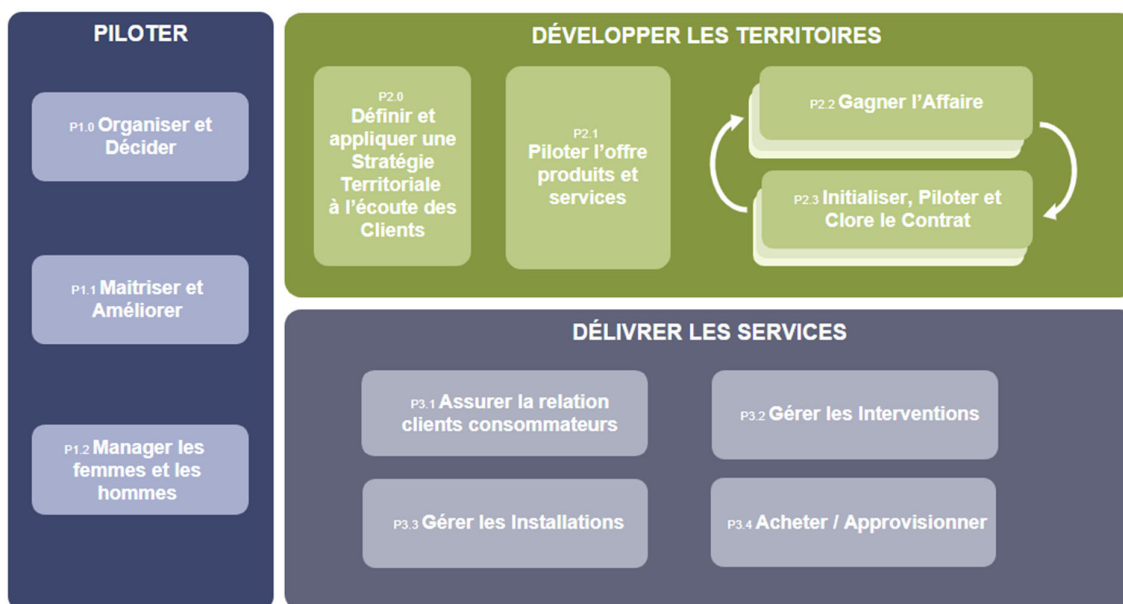 PILOTER
P1.0 Organiser et
Décider
P1.1 Maitriser et
Améliorer
P1.2 Manager les
femmes et les
hommes
DÉVELOPPER LES TERRITOIRES
P2.0
Définir et
appliquer une
Stratégie
Territoriale
à l'écoute des
Clients
P2.1
Piloter l'offre
produits et
services
P2.2 Gagner l'Affaire
P2.3 Initialiser, Piloter et
Clore le Contrat
DÉLIVRER LES SERVICES
P3.1 Assurer la relation
clients consommateurs
P3.2 Gérer les Interventions
P3.3 Gérer les Installations
P3.4 Acheter / Approvisionner